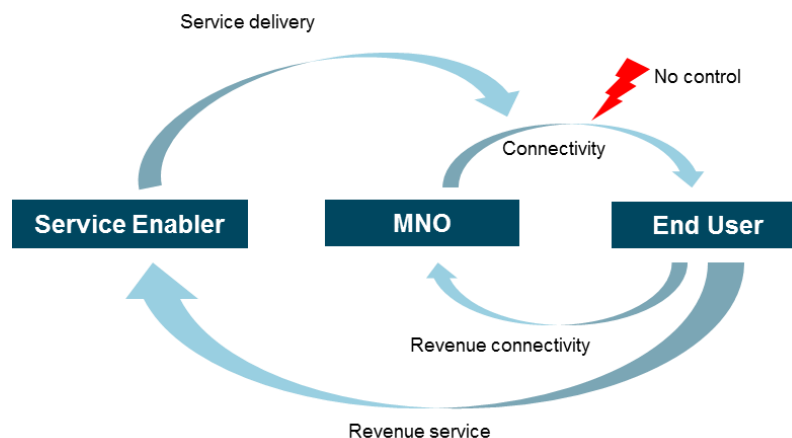 Service delivery
No control
Connectivity
Service Enabler
MNO
End User
Revenue connectivity
Revenue service